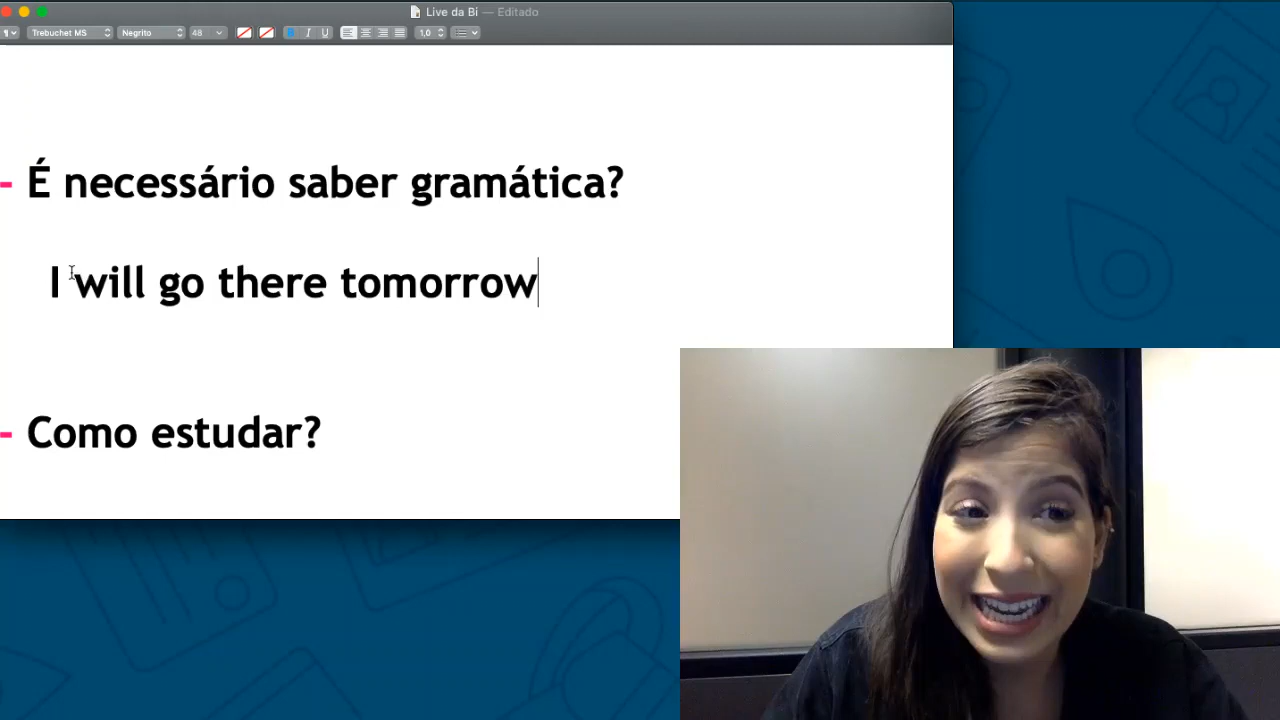 Live da Bi — Editado
Trebuchet MS Negrito 48 B I U 1,0
- É necessário saber gramática?
I will go there tomorrow
- Como estudar?